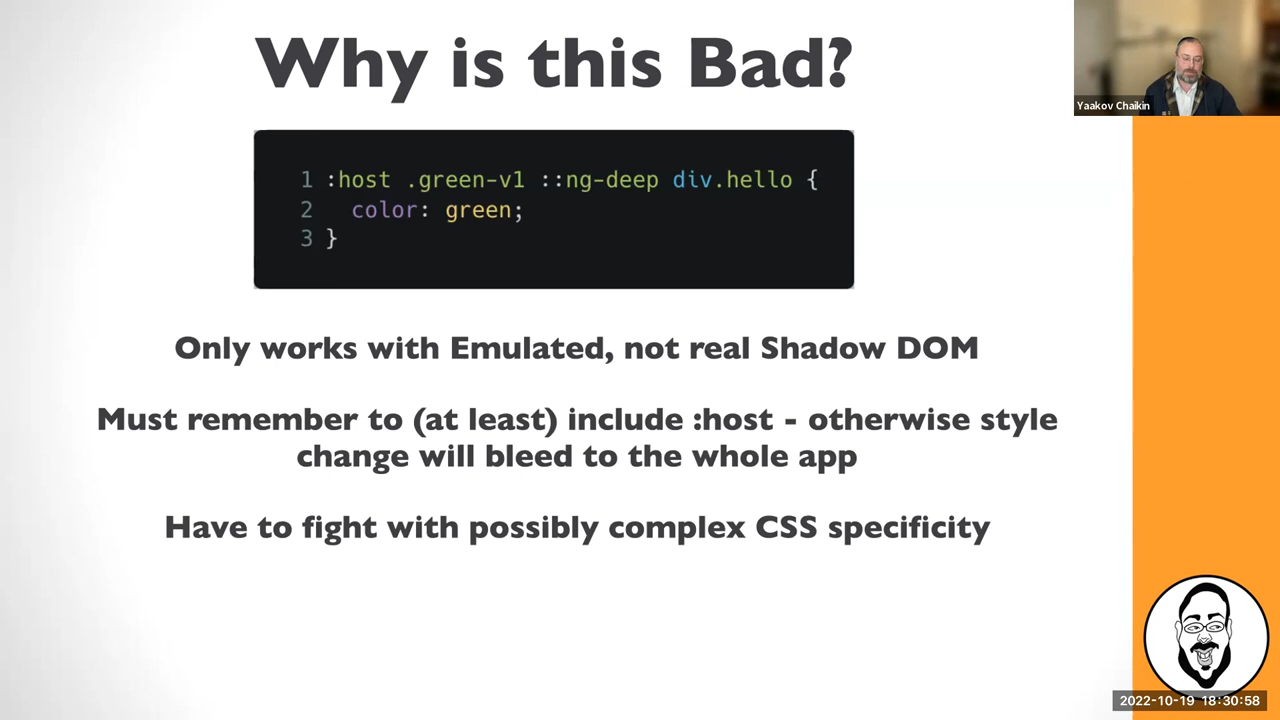 Why is this Bad?
Yaakov Chaikin
1 :host .green-v1 ::ng-deep div.hello {
2   color: green;
3 }
Only works with Emulated, not real Shadow DOM
Must remember to (at least) include :host - otherwise style
change will bleed to the whole app
Have to fight with possibly complex CSS specificity
2022-10-19 18:30:58